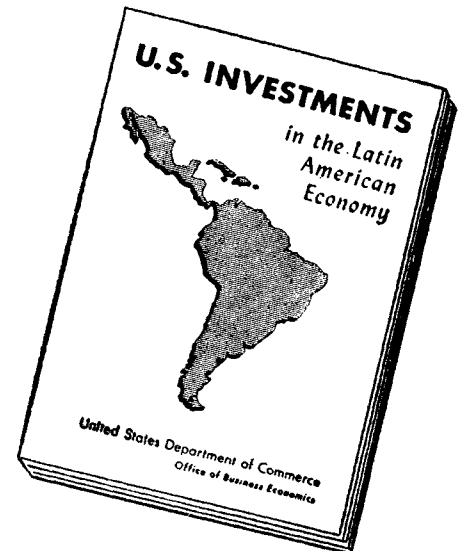 U.S. INVESTMENTS
in the Latin
American
Economy
United States Department of Commerce
Office of Business Economics